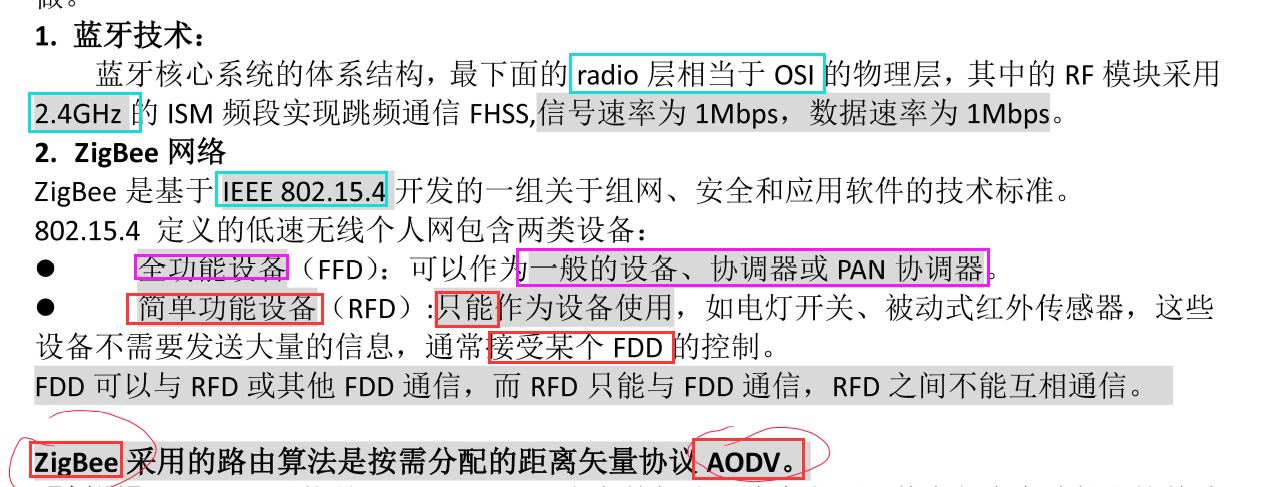 做。
1. 蓝牙技术：
蓝牙核心系统的体系结构，最下面的 radio 层相当于 OSI 的物理层，其中的 RF 模块采用
2.4GHz 的 ISM 频段实现跳频通信 FHSS,信号速率为 1Mbps，数据速率为 1Mbps。
2. ZigBee 网络
ZigBee 是基于 IEEE 802.15.4 开发的一组关于组网、安全和应用软件的技术标准。
802.15.4 定义的低速无线个人网包含两类设备：
● 全功能设备（FFD）：可以作为一般的设备、协调器或 PAN 协调器。
● 简单功能设备（RFD）:只能作为设备使用，如电灯开关、被动式红外传感器，这些
设备不需要发送大量的信息，通常接受某个 FDD 的控制。
FDD 可以与 RFD 或其他 FDD 通信，而 RFD 只能与 FDD 通信，RFD 之间不能互相通信。
ZigBee 采用的路由算法是按需分配的距离矢量协议 AODV。